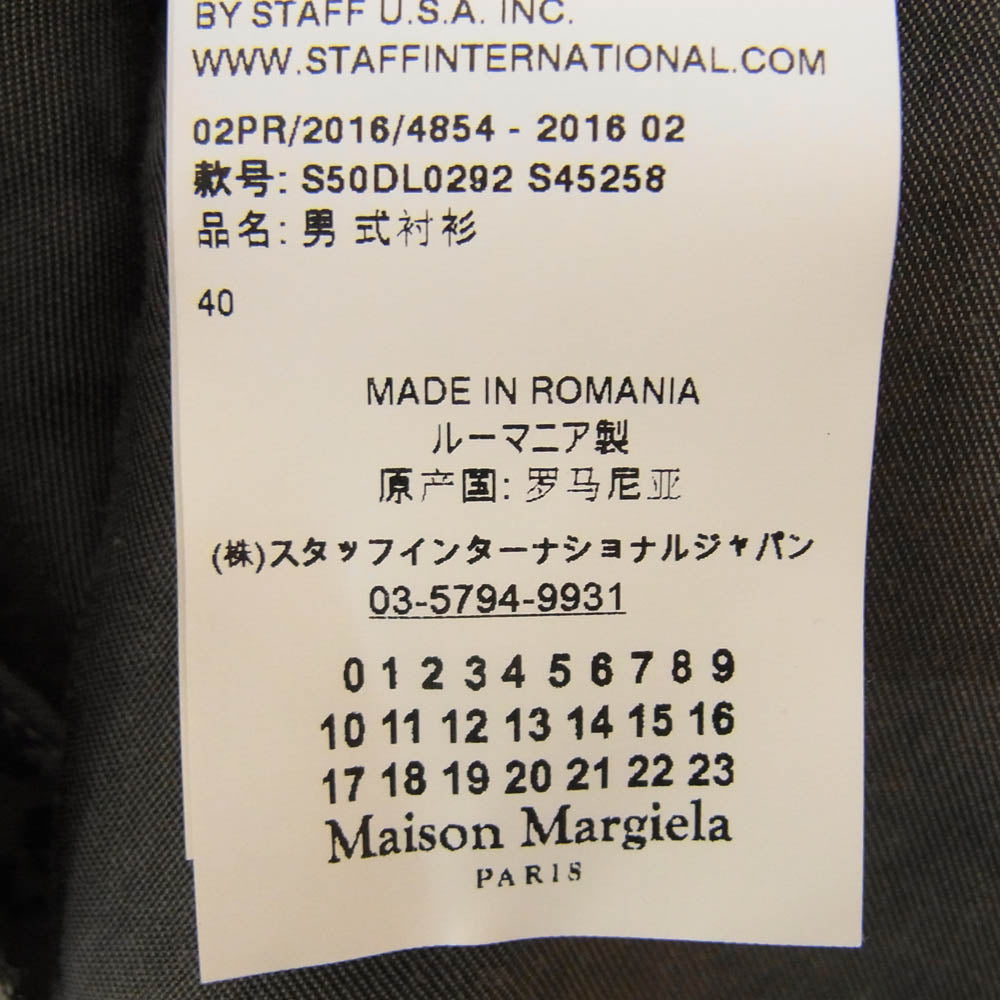 BY STAFF U.S.A. INC.
WWW.STAFFINTERNATIONAL.COM
02PR/2016/4854 - 2016 02
款号: S50DL0292 S45258
品名: 男 式衬衫
40
MADE IN ROMANIA
ルーマニア製
原产国: 罗马尼亚
(株)スタッフインターナショナルジャパン
03-5794-9931
0 1 2 3 4 5 6 7 8 9
10 11 12 13 14 15 16
17 18 19 20 21 22 23
Maison Margiela
PARIS